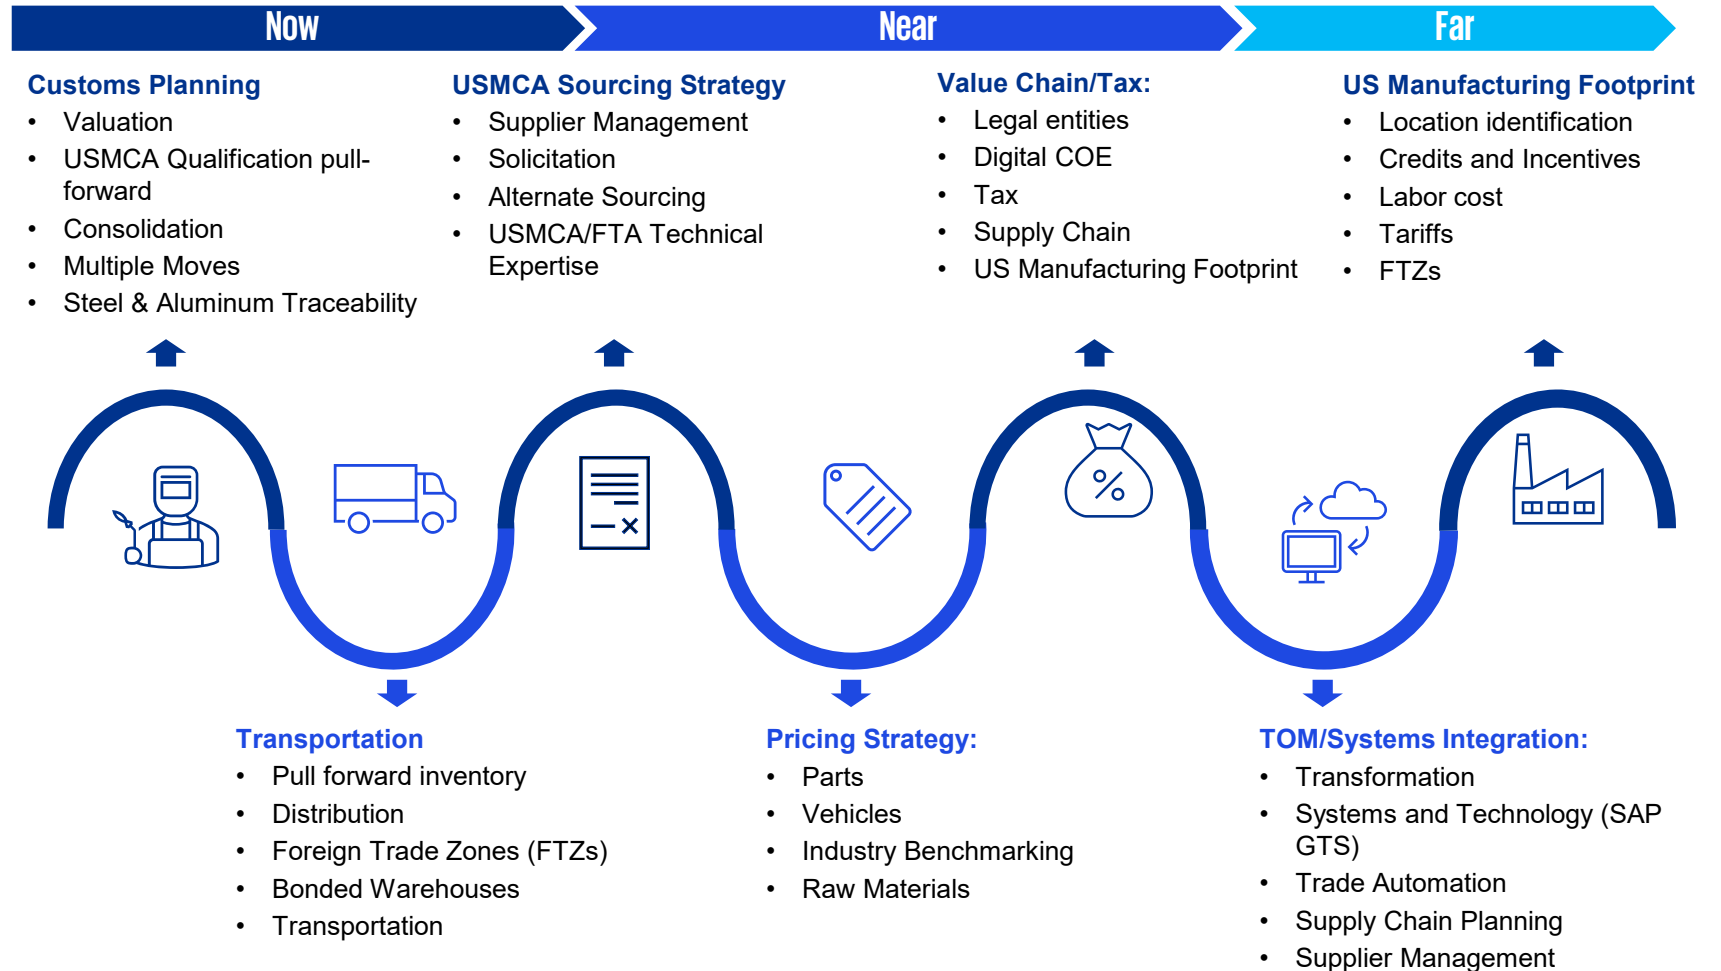 Now
Near
Far
Customs Planning
• Valuation
• USMCA Qualification pull-
forward
• Consolidation
• Multiple Moves
• Steel & Aluminum Traceability
USMCA Sourcing Strategy
• Supplier Management
• Solicitation
• Alternate Sourcing
• USMCA/FTA Technical
Expertise
Value Chain/Tax:
• Legal entities
• Digital COE
• Tax
• Supply Chain
• US Manufacturing Footprint
US Manufacturing Footprint
• Location identification
• Credits and Incentives
• Labor cost
• Tariffs
• FTZs
Transportation
• Pull forward inventory
• Distribution
• Foreign Trade Zones (FTZs)
• Bonded Warehouses
• Transportation
Pricing Strategy:
• Parts
• Vehicles
• Industry Benchmarking
• Raw Materials
TOM/Systems Integration:
• Transformation
• Systems and Technology (SAP
GTS)
• Trade Automation
• Supply Chain Planning
• Supplier Management